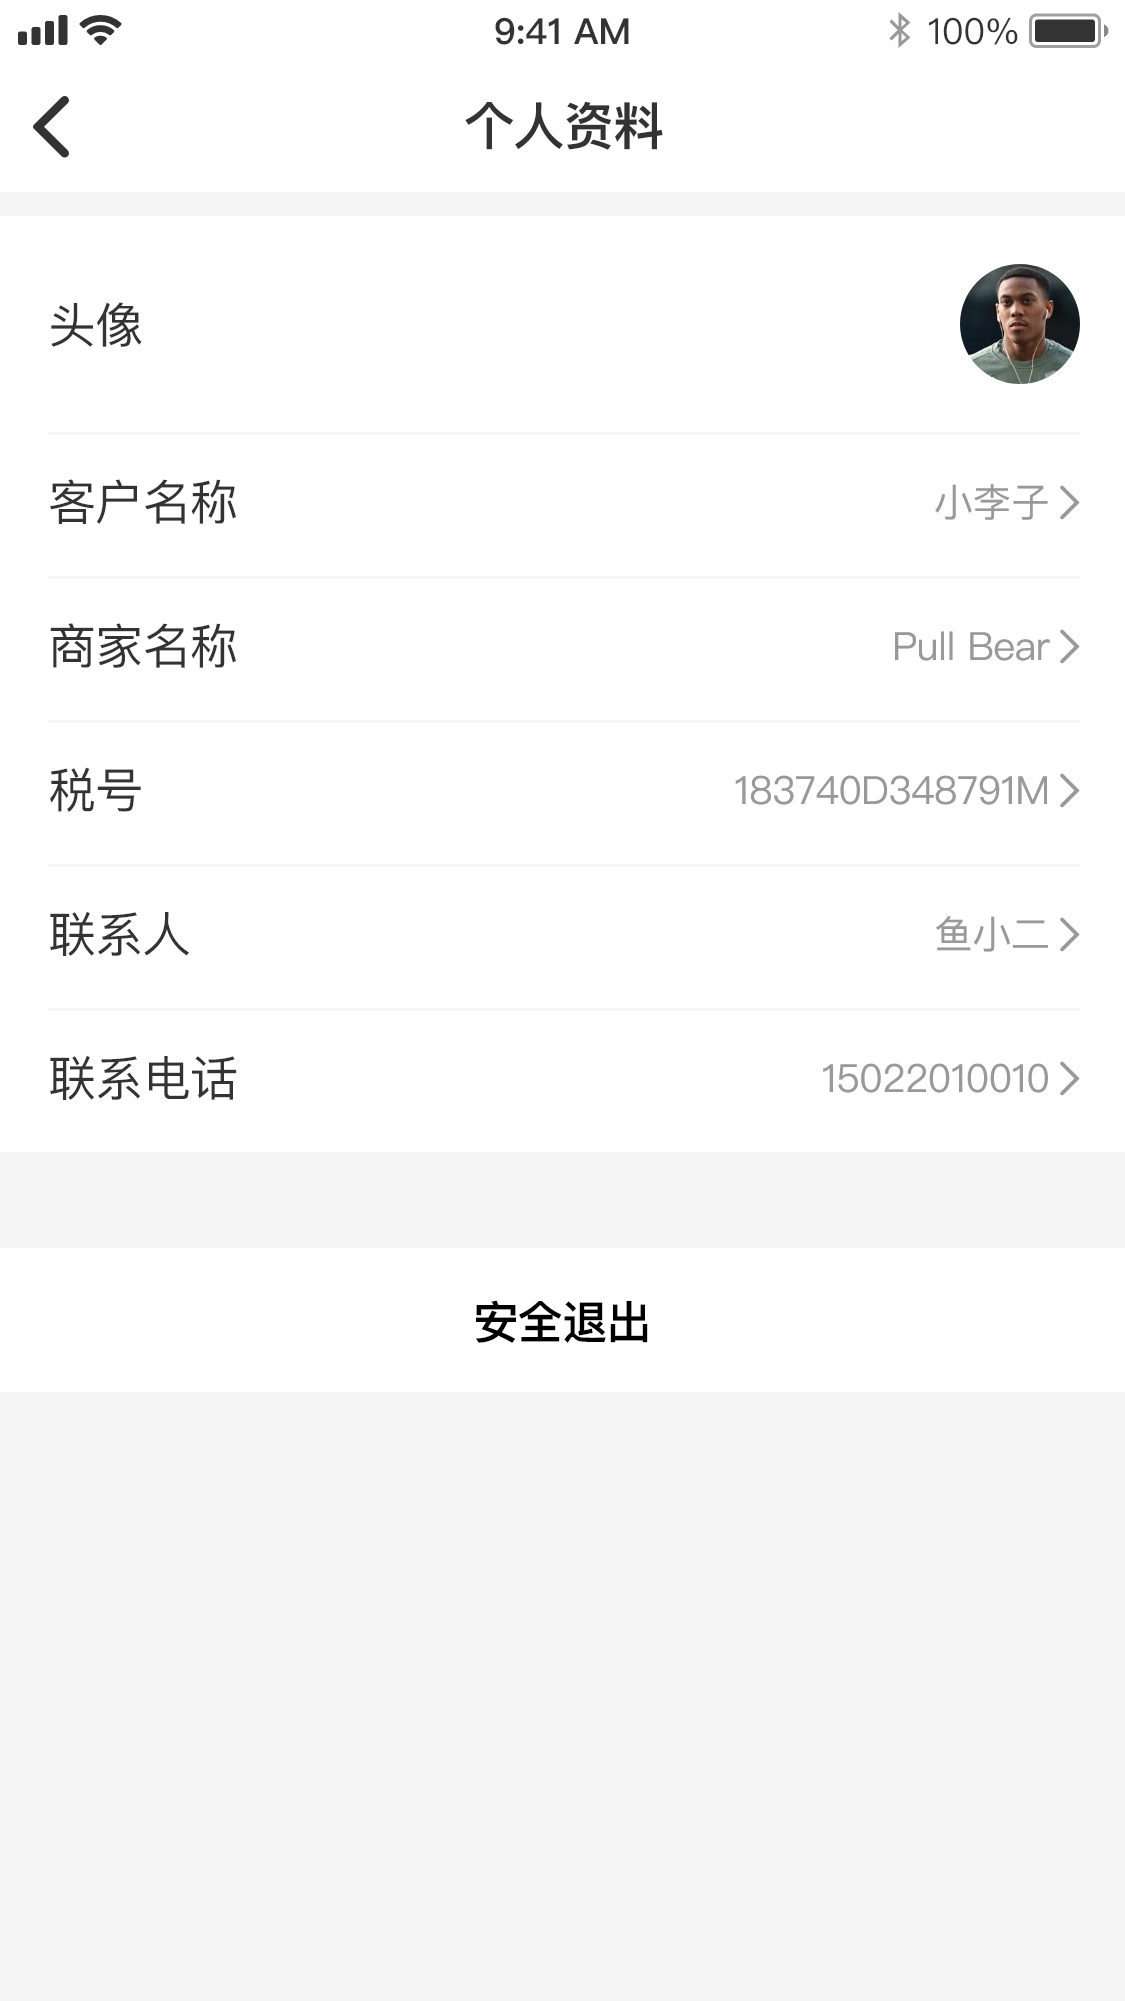 9:41 AM 100%
个人资料
头像
客户名称 小李子
商家名称 Pull Bear
税号 183740D348791M
联系人 鱼小二
联系电话 15022010010
安全退出